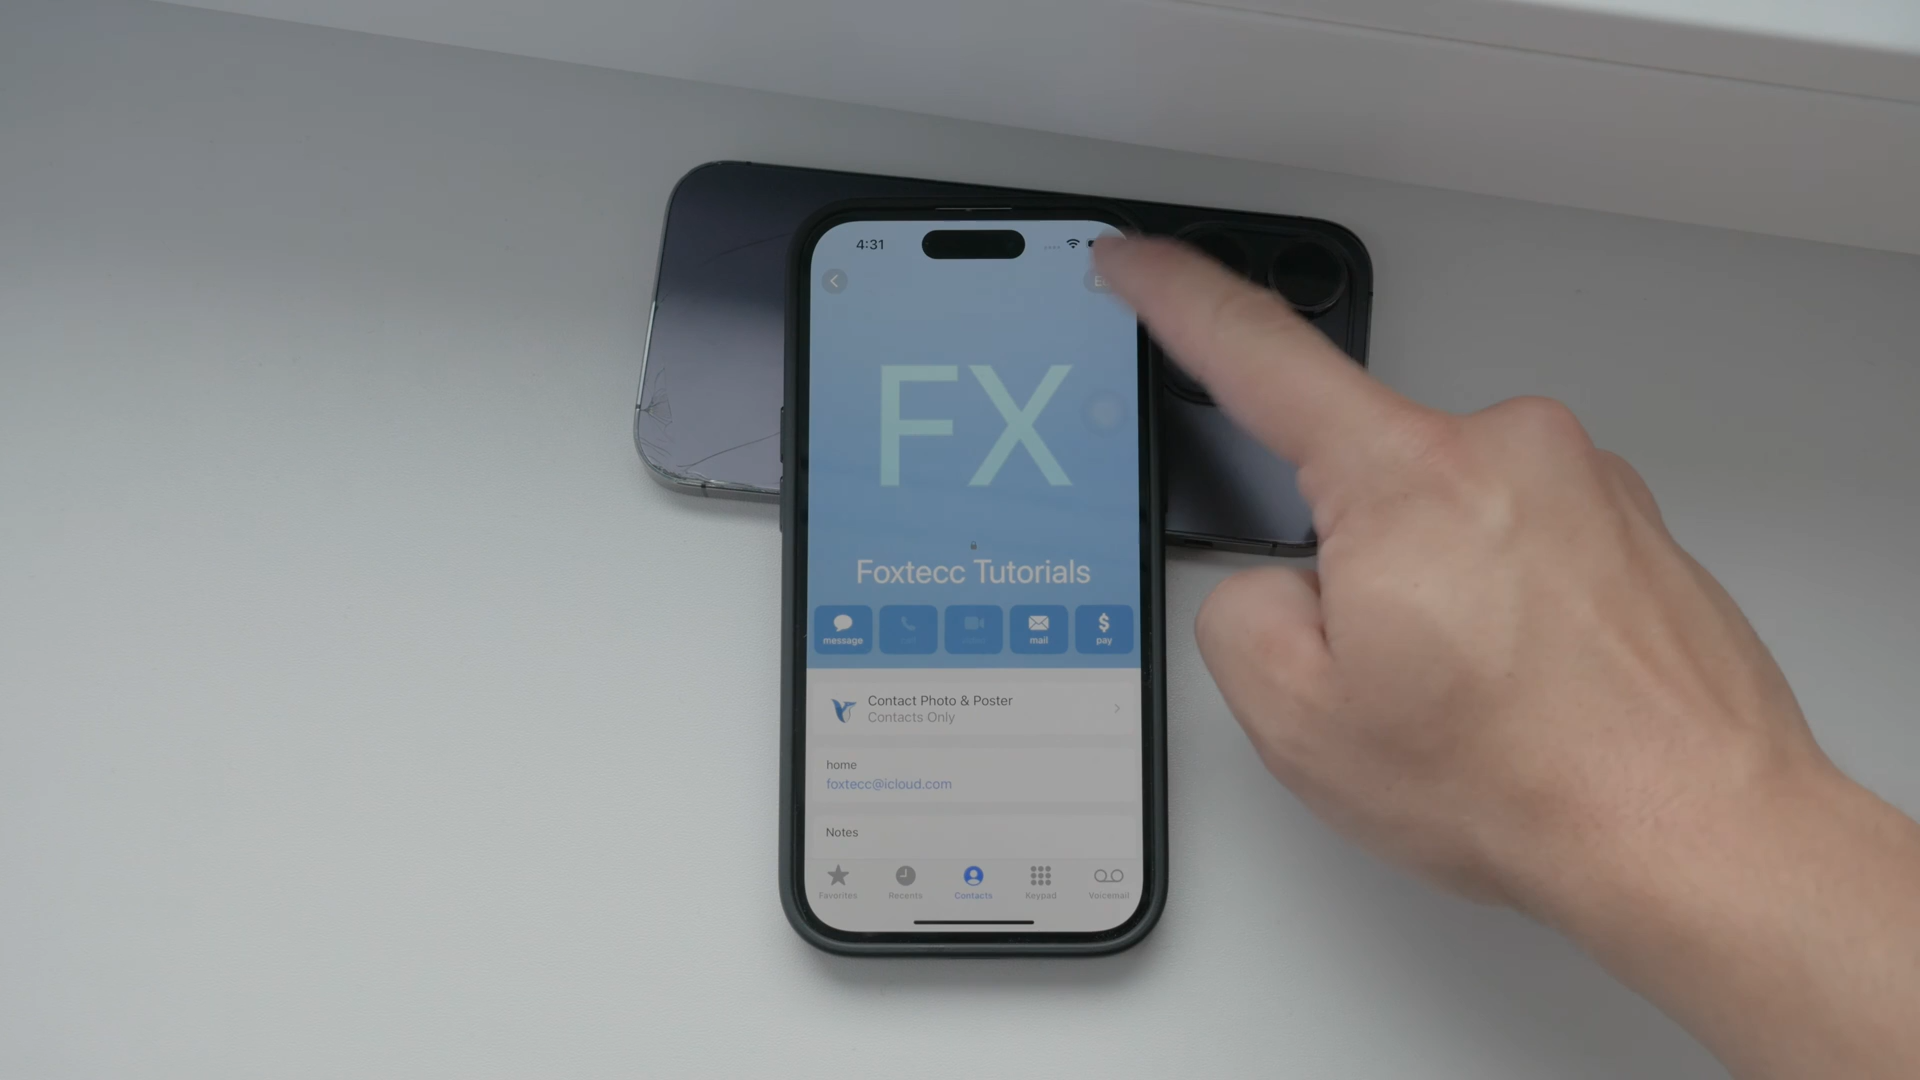 4:31
FX
Foxtecc Tutorials
message
mail
pay
Contact Photo & Poster
Contacts Only
home
foxtecc@icloud.com
Notes
Favorites
Recents
Contacts
Keypad
Voicemail